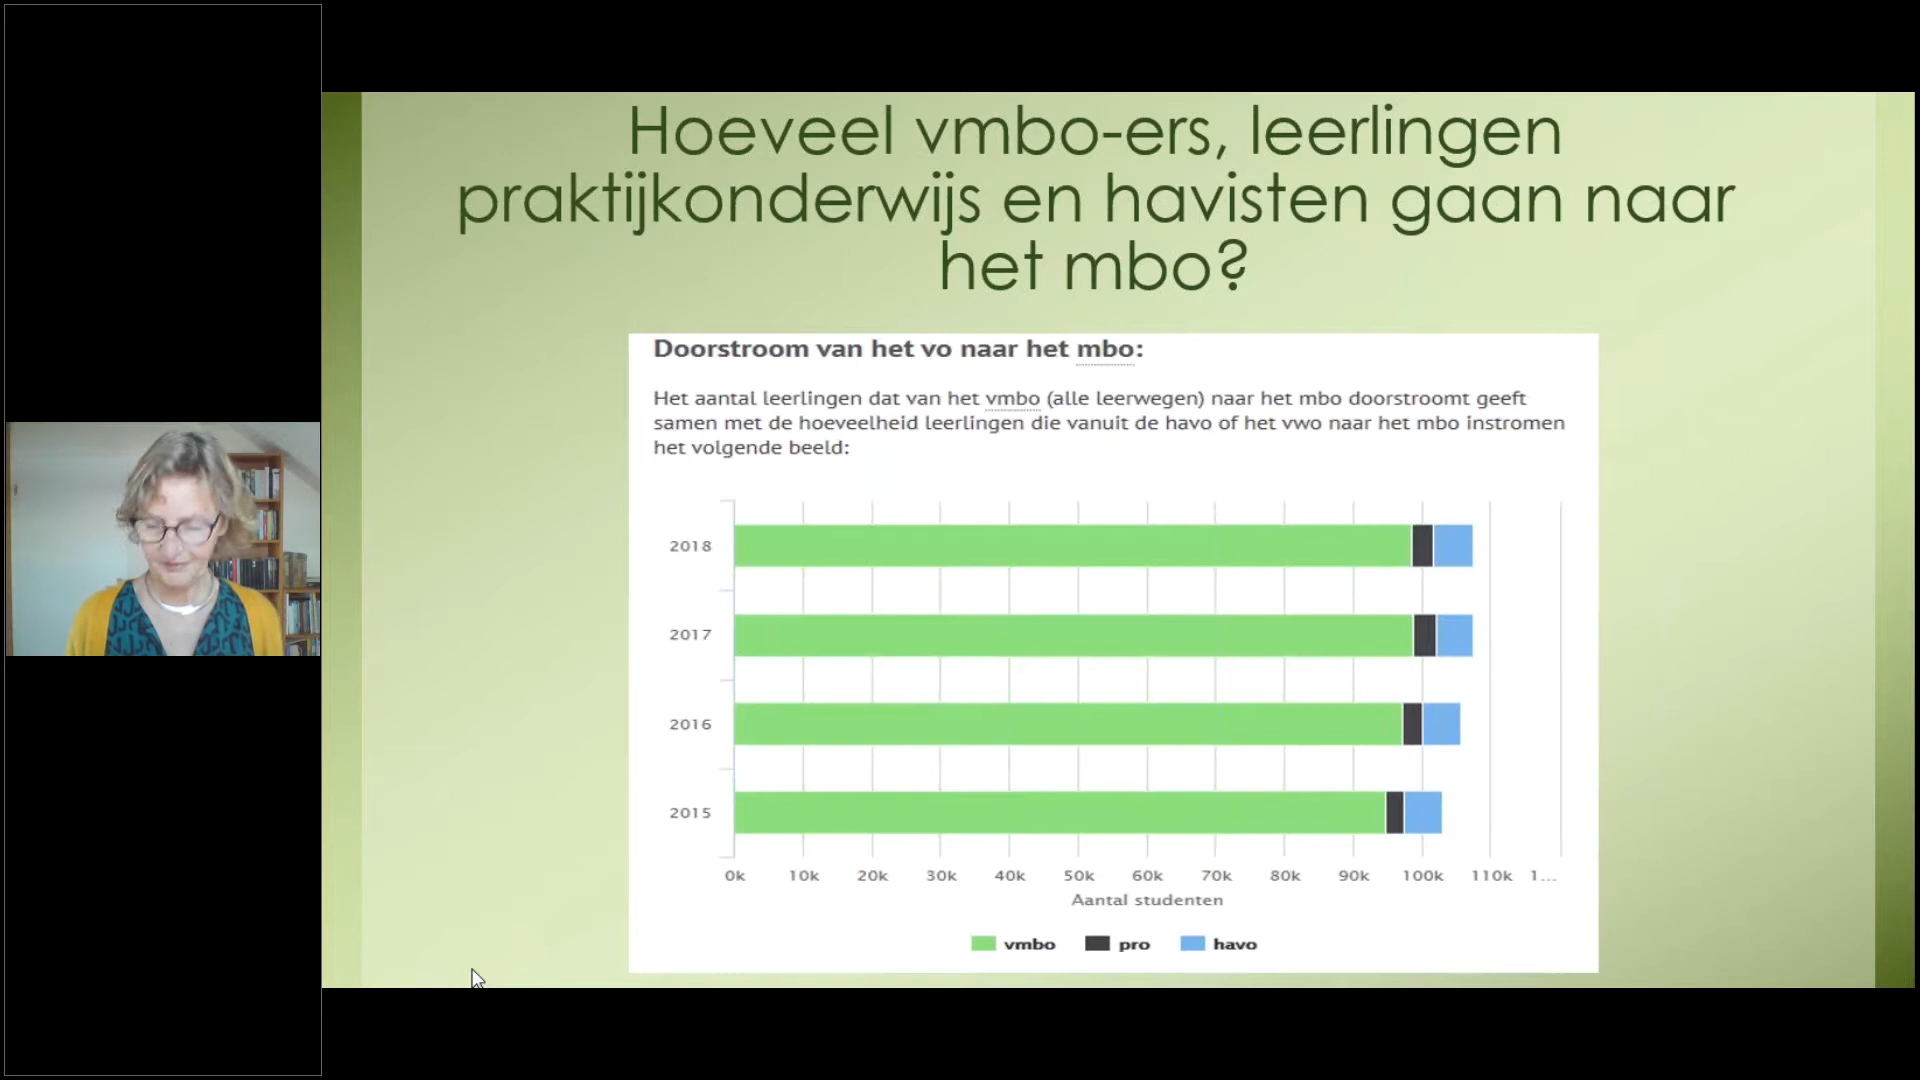 Hoeveel vmbo-ers, leerlingen
praktijkonderwijs en havisten gaan naar
het mbo?
Doorstroom van het vo naar het mbo:
Het aantal leerlingen dat van het vmbo (alle leerwegen) naar het mbo doorstroomt geeft
samen met de hoeveelheid leerlingen die vanuit de havo of het vwo naar het mbo instromen
het volgende beeld:
2018
2017
2016
2015
0k 10k 20k 30k 40k 50k 60k 70k 80k 90k 100k 110k 1...
Aantal studenten
vmbo pro havo